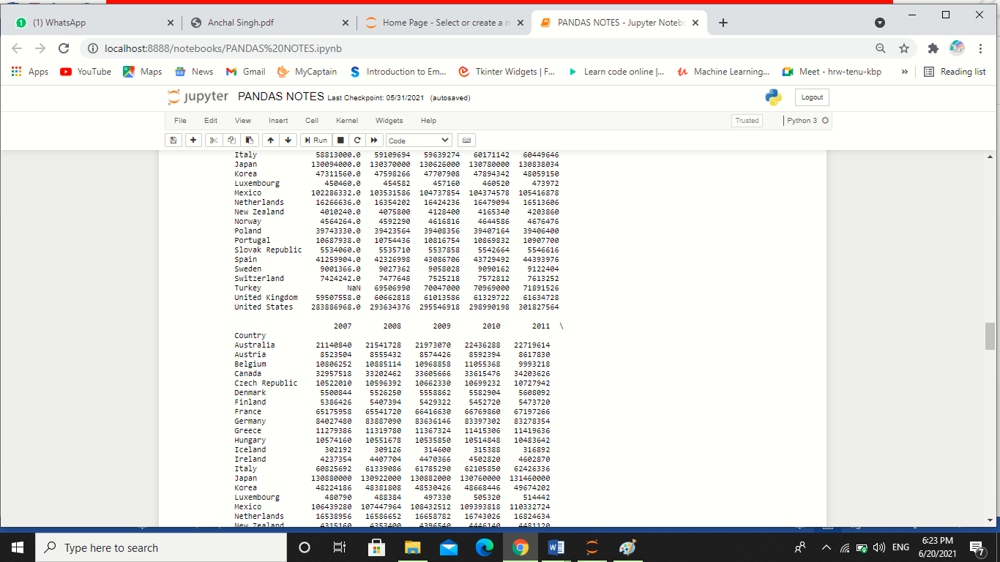 (1) WhatsApp
Anchal Singh.pdf
Home Page - Select or create a n
PANDAS NOTES - Jupyter Notebo
localhost:8888/notebooks/PANDAS%20NOTES.ipynb
Apps YouTube Maps News Gmail MyCaptain Introduction to Em... Tkinter Widgets | F... Learn code online |... Machine Learning... Meet - hrw-tenu-kbp » Reading list
jupyter PANDAS NOTES Last Checkpoint: 05/31/2021 (autosaved) Logout
File Edit View Insert Cell Kernel Widgets Help Trusted Python 3
Run Code
Italy 58813000.0 59109694 59639274 60171142 60449646
Japan 130094000.0 130370000 130626000 130780000 130838034
Korea 47311560.0 47598266 47707908 47894342 48059150
Luxembourg 450460.0 454582 457160 460520 473972
Mexico 102286332.0 103531586 104737854 104374578 105416878
Netherlands 16266636.0 16354202 16424236 16479094 16513606
New Zealand 4010240.0 4075800 4128400 4165340 4203860
Norway 4564264.0 4592290 4616816 4644586 4676476
Poland 39743330.0 39423564 39408356 39407164 39406400
Portugal 10687938.0 10754436 10816754 10869832 10907700
Slovak Republic 5534060.0 5535710 5537858 5542664 5546616
Spain 41259904.0 42326998 43086706 43729492 44393976
Sweden 9001366.0 9027362 9058028 9090162 9122404
Switzerland 7424242.0 7477648 7525218 7572812 7613252
Turkey NaN 69506990 70047000 70969000 71891526
United Kingdom 59507558.0 60662818 61013586 61329722 61634728
United States 283886968.0 293634376 295546918 298990198 301827564
2007 2008 2009 2010 2011 \
Country
Australia 21140840 21541728 21973070 22436288 22719614
Austria 8523504 8555432 8574426 8592394 8617830
Belgium 10806252 10885114 10968858 11055368 9993218
Canada 32957518 33202462 33605666 33615476 34203626
Czech Republic 10522010 10596392 10662330 10699232 10727942
Denmark 5500844 5526250 5558862 5582904 5608092
Finland 5386426 5407394 5429322 5452720 5473720
France 65175958 65541720 66416630 66769860 67197266
Germany 84027480 83887090 83636146 83397302 83278354
Greece 11279386 11319780 11367324 11415306 11419636
Hungary 10574160 10551678 10535850 10514848 10483642
Iceland 302192 309126 314600 315388 316892
Ireland 4237354 4407704 4470366 4502820 4602870
Italy 60825692 61339086 61785290 62105850 62426336
Japan 130880000 130922000 130882000 130760000 131460000
Korea 48224186 48381808 48530426 48668446 49674202
Luxembourg 480790 488384 497330 505320 514442
Mexico 106439280 107447964 108432512 109393818 110332724
Netherlands 16538956 16586652 16658782 16743026 16824634
New Zealand 4315160 4353400 4396540 4446140 4481120
Type here to search ENG 6:23 PM
6/20/2021 7